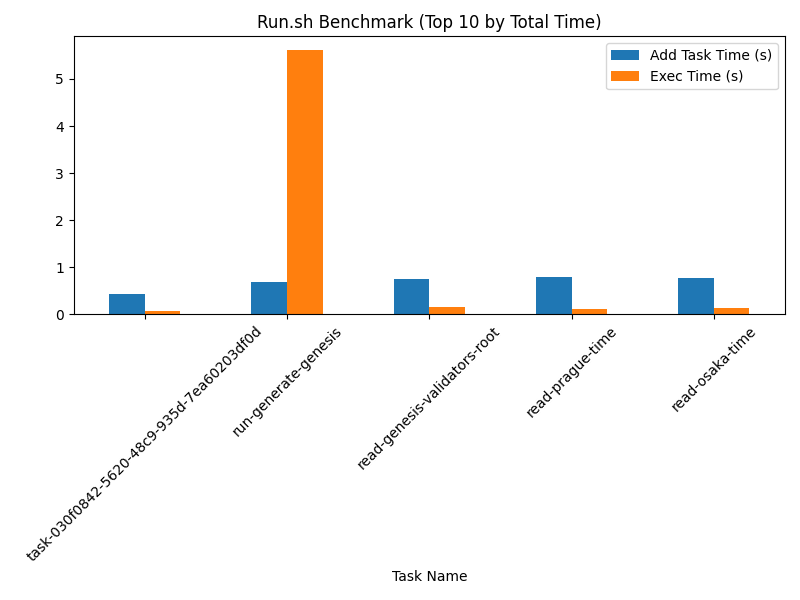 Run.sh Benchmark (Top 10 by Total Time)
Add Task Time (s)
Exec Time (s)
5
4
3
2
1
0
task-030f0842-5620-48c9-935d-7ea60203df0d
run-generate-genesis
read-genesis-validators-root
read-prague-time
read-osaka-time
Task Name